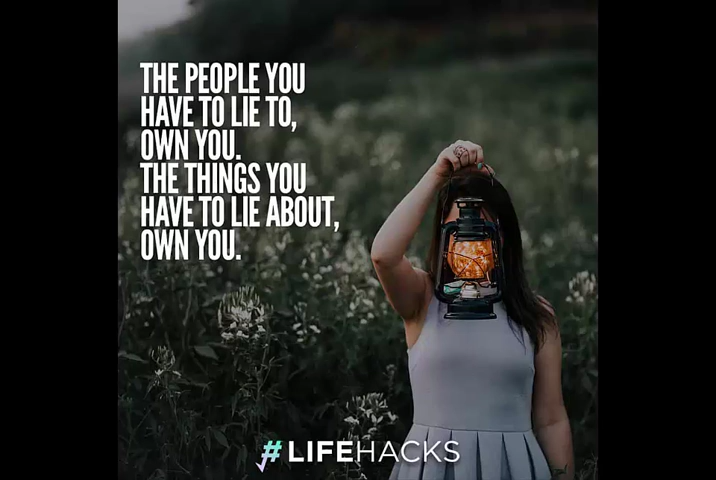 THE PEOPLE YOU
HAVE TO LIE TO,
OWN YOU.
THE THINGS YOU
HAVE TO LIE ABOUT,
OWN YOU.
#LIFEHACKS